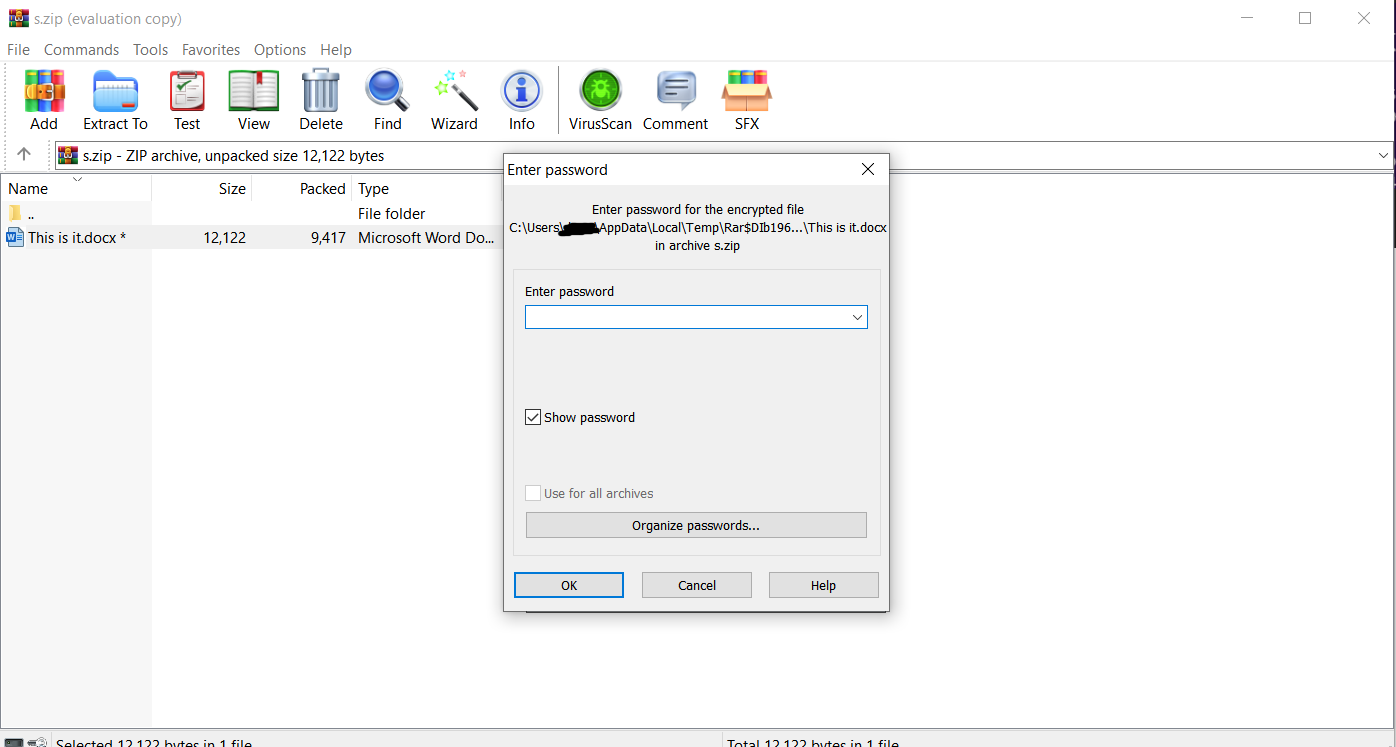 s.zip (evaluation copy)
File Commands Tools Favorites Options Help
Add Extract To Test View Delete Find Wizard Info VirusScan Comment SFX
s.zip - ZIP archive, unpacked size 12,122 bytes
Name Size Packed Type
.. File folder
This is it.docx * 12,122 9,417 Microsoft Word Do...
Enter password
Enter password for the encrypted file
C:\Users\ \AppData\Local\Temp\Rar$DIb196...\This is it.docx
in archive s.zip
Enter password
Show password
Use for all archives
Organize passwords...
OK Cancel Help
Selected 12,122 bytes in 1 file Total 12,122 bytes in 1 file